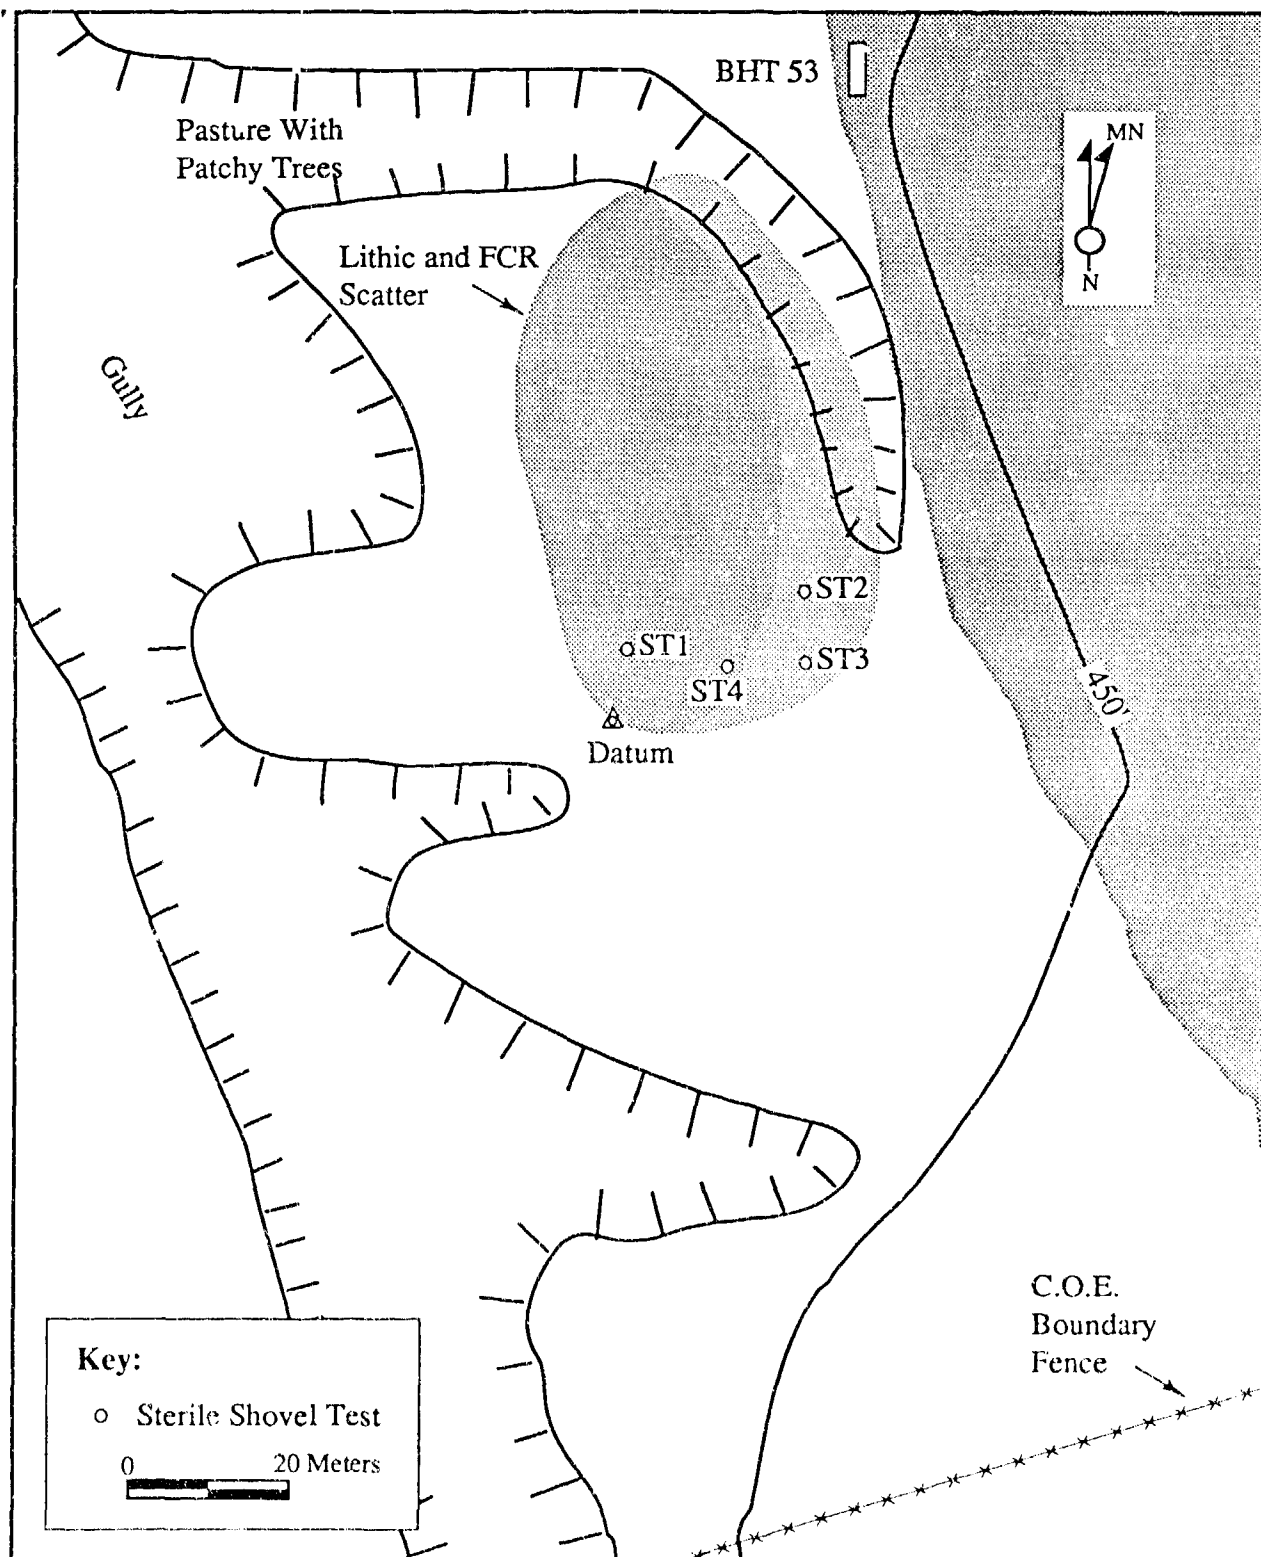 BHT 53
MN
N
Pasture With
Patchy Trees
Lithic and FCR
Scatter
Gully
ST2
ST1
ST3
ST4
450'
Datum
C.O.E.
Boundary
Fence
Key:
Sterile Shovel Test
0 20 Meters